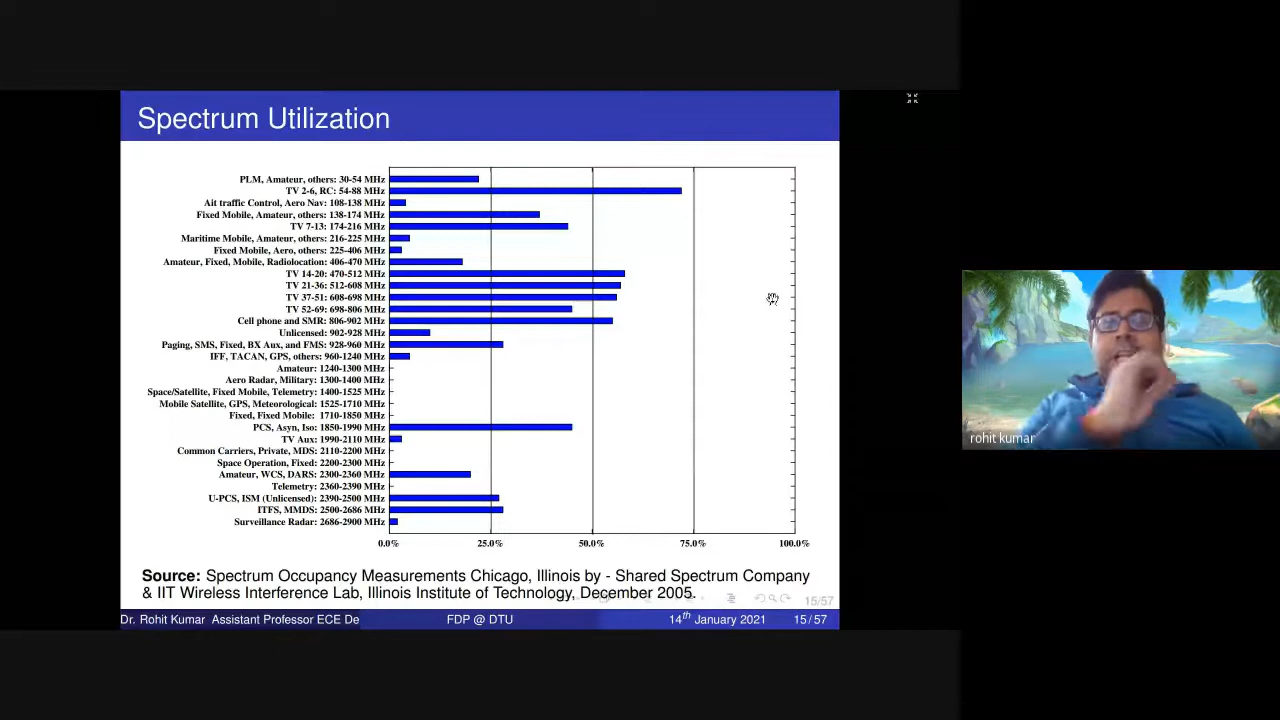 Spectrum Utilization
PLM, Amateur, others: 30-54 MHz
TV 2-6, RC: 54-88 MHz
Ait traffic Control, Aero Nav: 108-138 MHz
Fixed Mobile, Amateur, others: 138-174 MHz
TV 7-13: 174-216 MHz
Maritime Mobile, Amateur, others: 216-225 MHz
Fixed Mobile, Aero, others: 225-406 MHz
Amateur, Fixed, Mobile, Radiolocation: 406-470 MHz
TV 14-20: 470-512 MHz
TV 21-36: 512-608 MHz
TV 37-51: 608-698 MHz
TV 52-69: 698-806 MHz
Cell phone and SMR: 806-902 MHz
Unlicensed: 902-928 MHz
Paging, SMS, Fixed, BX Aux, and FMS: 928-960 MHz
IFF, TACAN, GPS, others: 960-1240 MHz
Amateur: 1240-1300 MHz
Aero Radar, Military: 1300-1400 MHz
Space/Satellite, Fixed Mobile, Telemetry: 1400-1525 MHz
Mobile Satellite, GPS, Meteorological: 1525-1710 MHz
Fixed, Fixed Mobile: 1710-1850 MHz
PCS, Asyn, Iso: 1850-1990 MHz
TV Aux: 1990-2110 MHz
Common Carriers, Private, MDS: 2110-2200 MHz
Space Operation, Fixed: 2200-2300 MHz
Amateur, WCS, DARS: 2300-2360 MHz
Telemetry: 2360-2390 MHz
U-PCS, ISM (Unlicensed): 2390-2500 MHz
ITFS, MMDS: 2500-2686 MHz
Surveillance Radar: 2686-2900 MHz
0.0% 25.0% 50.0% 75.0% 100.0%
Source: Spectrum Occupancy Measurements Chicago, Illinois by - Shared Spectrum Company
& IIT Wireless Interference Lab, Illinois Institute of Technology, December 2005.
15/57
Dr. Rohit Kumar Assistant Professor ECE De FDP @ DTU 14th January 2021 15 / 57
rohit kumar